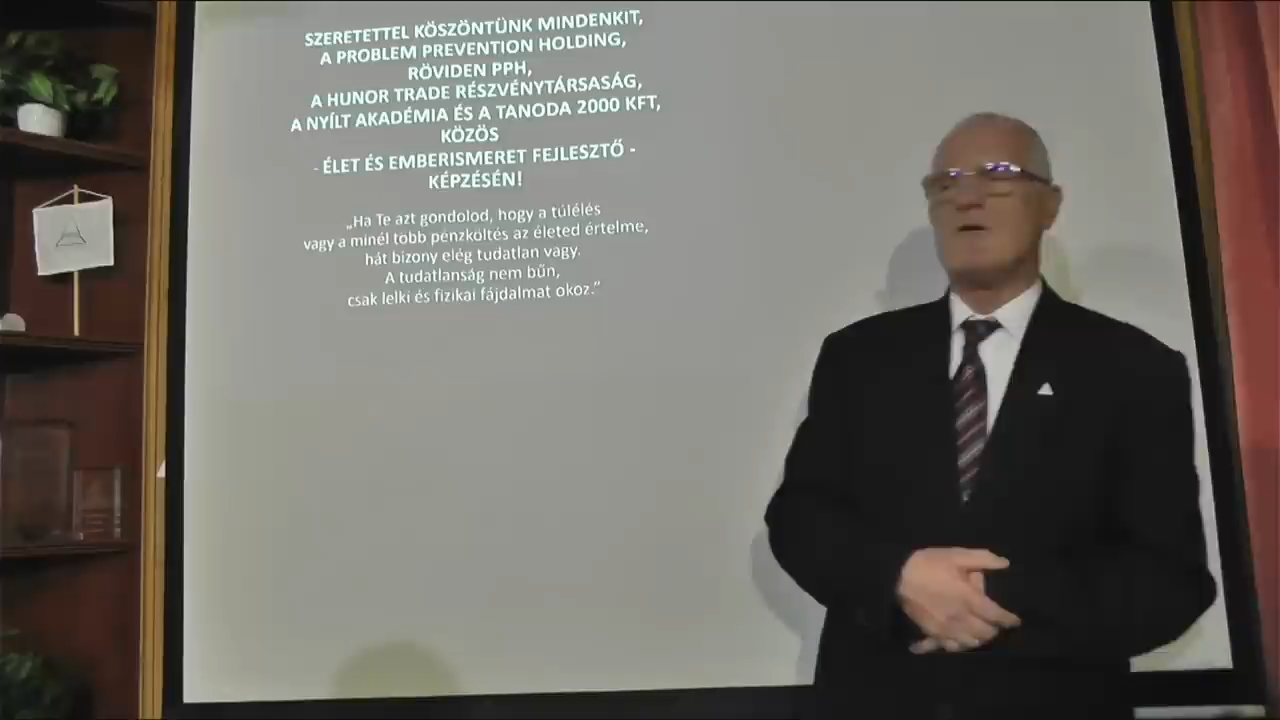 SZERETETTEL KÖSZÖNTÜNK MINDENKIT,
A PROBLEM PREVENTION HOLDING,
RÖVIDEN PPH,
A HUNOR TRADE RÉSZVÉNYTÁRSASÁG,
A NYÍLT AKADÉMIA ÉS A TANODA 2000 KFT,
KÖZÖS
- ÉLET ÉS EMBERISMERET FEJLESZTŐ -
KÉPZÉSÉN!
„Ha Te azt gondolod, hogy a túlélés
vagy a minél több pénzköltés az életed értelme,
hát bizony elég tudatlan vagy.
A tudatlanság nem bűn,
csak lelki és fizikai fájdalmat okoz.”